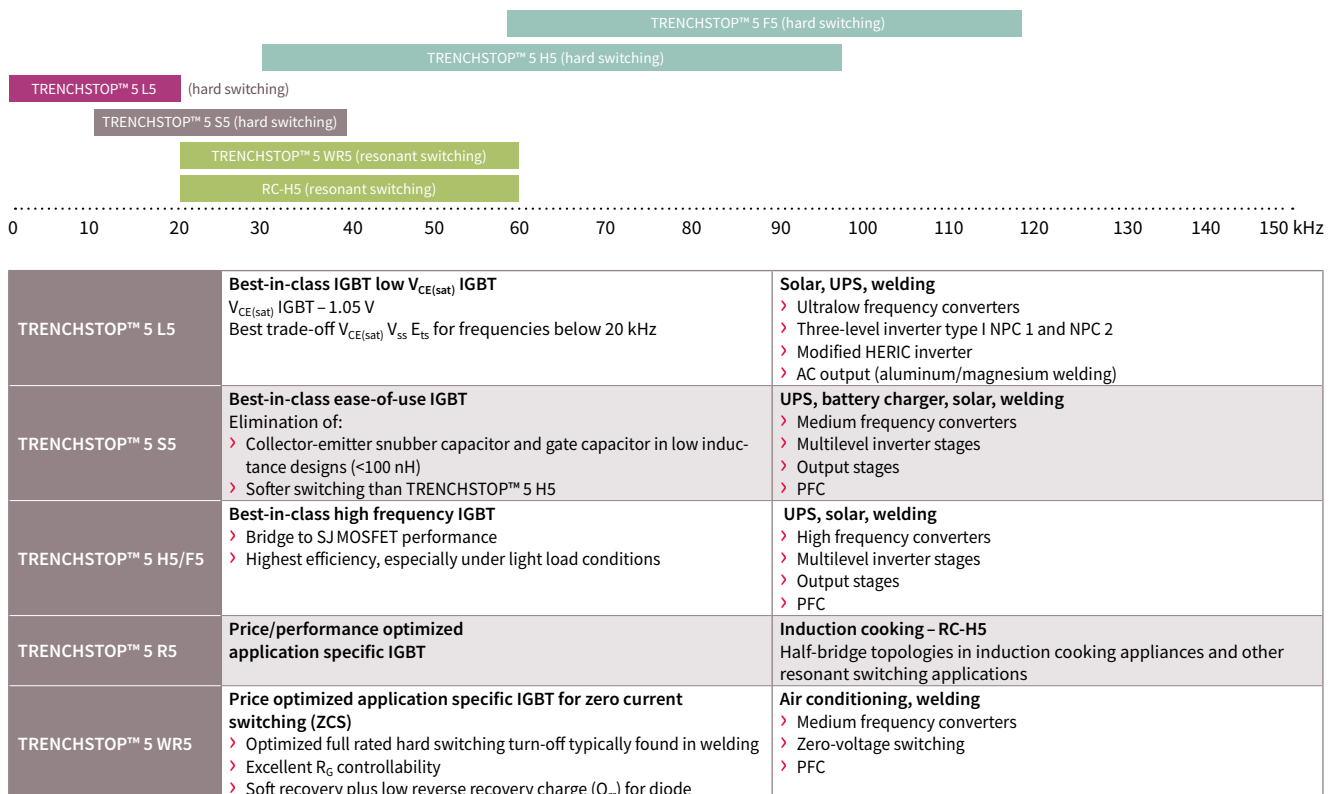 TRENCHSTOP™ 5 F5 (hard switching)
TRENCHSTOP™ 5 H5 (hard switching)
TRENCHSTOP™ 5 L5 (hard switching)
TRENCHSTOP™ 5 S5 (hard switching)
TRENCHSTOP™ 5 WR5 (resonant switching)
RC-H5 (resonant switching)
0 10 20 30 40 50 60 70 80 90 100 110 120 130 140 150 kHz
TRENCHSTOP™ 5 L5
Best-in-class IGBT low VCE(sat) IGBT
VCE(sat) IGBT – 1.05 V
Best trade-off VCE(sat) Vss Ets for frequencies below 20 kHz
Solar, UPS, welding
› Ultralow frequency converters
› Three-level inverter type I NPC 1 and NPC 2
› Modified HERIC inverter
› AC output (aluminum/magnesium welding)
TRENCHSTOP™ 5 S5
Best-in-class ease-of-use IGBT
Elimination of:
› Collector-emitter snubber capacitor and gate capacitor in low induc-
tance designs (<100 nH)
› Softer switching than TRENCHSTOP™ 5 H5
UPS, battery charger, solar, welding
› Medium frequency converters
› Multilevel inverter stages
› Output stages
› PFC
TRENCHSTOP™ 5 H5/F5
Best-in-class high frequency IGBT
› Bridge to SJ MOSFET performance
› Highest efficiency, especially under light load conditions
UPS, solar, welding
› High frequency converters
› Multilevel inverter stages
› Output stages
› PFC
TRENCHSTOP™ 5 R5
Price/performance optimized
application specific IGBT
Induction cooking – RC-H5
Half-bridge topologies in induction cooking appliances and other
resonant switching applications
TRENCHSTOP™ 5 WR5
Price optimized application specific IGBT for zero current
switching (ZCS)
› Optimized full rated hard switching turn-off typically found in welding
› Excellent RG controllability
› Soft recovery plus low reverse recovery charge (Qrr) for diode
Air conditioning, welding
› Medium frequency converters
› Zero-voltage switching
› PFC